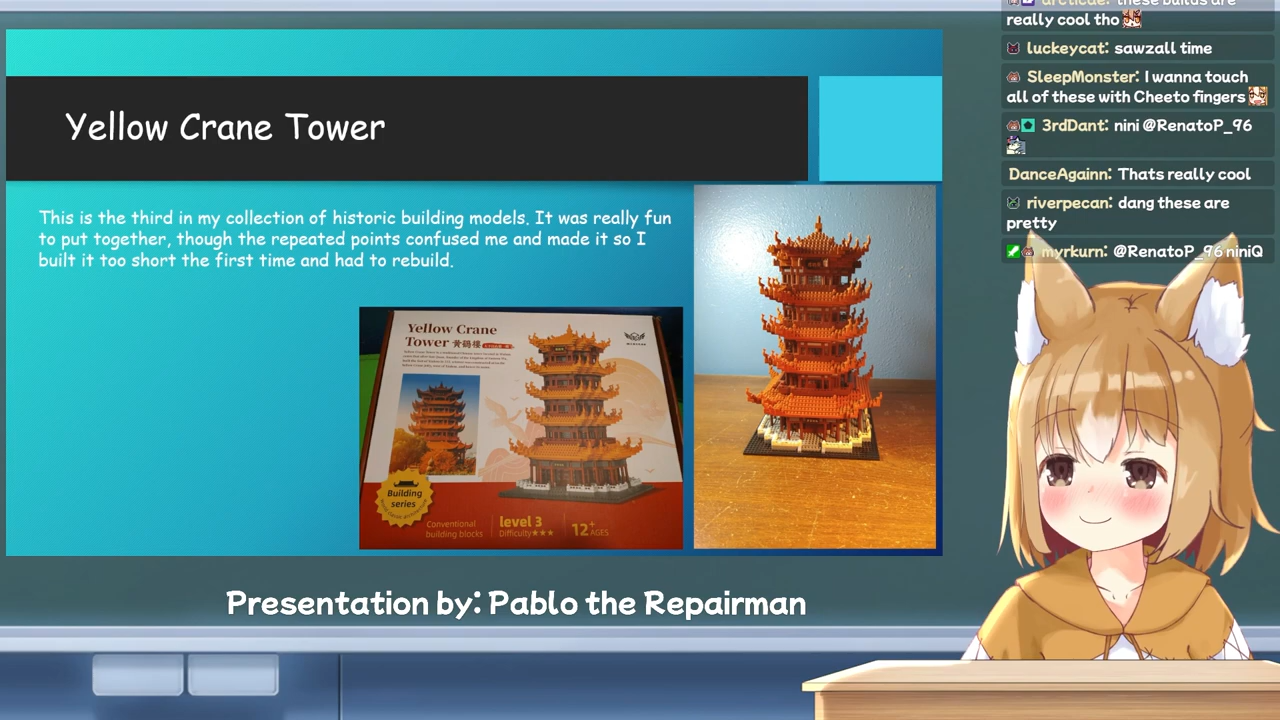 Yellow Crane Tower
This is the third in my collection of historic building models. It was really fun
to put together, though the repeated points confused me and made it so I
built it too short the first time and had to rebuild.
Yellow Crane
Tower 黄鹤楼
Building
series
Conventional
building blocks
level 3
Difficulty★★★
12+
AGES
Presentation by: Pablo the Repairman
arcticae: these builds are
really cool tho
luckeycat: sawzall time
SleepMonster: I wanna touch
all of these with Cheeto fingers
3rdDant: nini @RenatoP_96
DanceAgainn: Thats really cool
riverpecan: dang these are
pretty
myrkurn: @RenatoP_96 niniQ